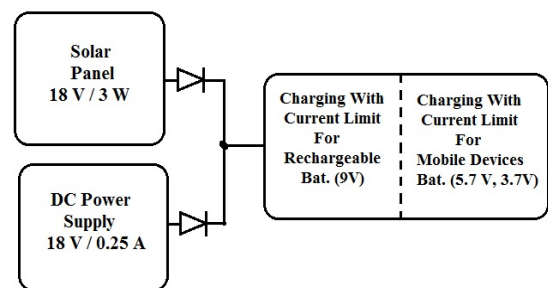 Solar
Panel
18 V / 3 W
DC Power
Supply
18 V / 0.25 A
Charging With
Current Limit
For
Rechargeable
Bat. (9V)
Charging With
Current Limit
For
Mobile Devices
Bat. (5.7 V, 3.7V)